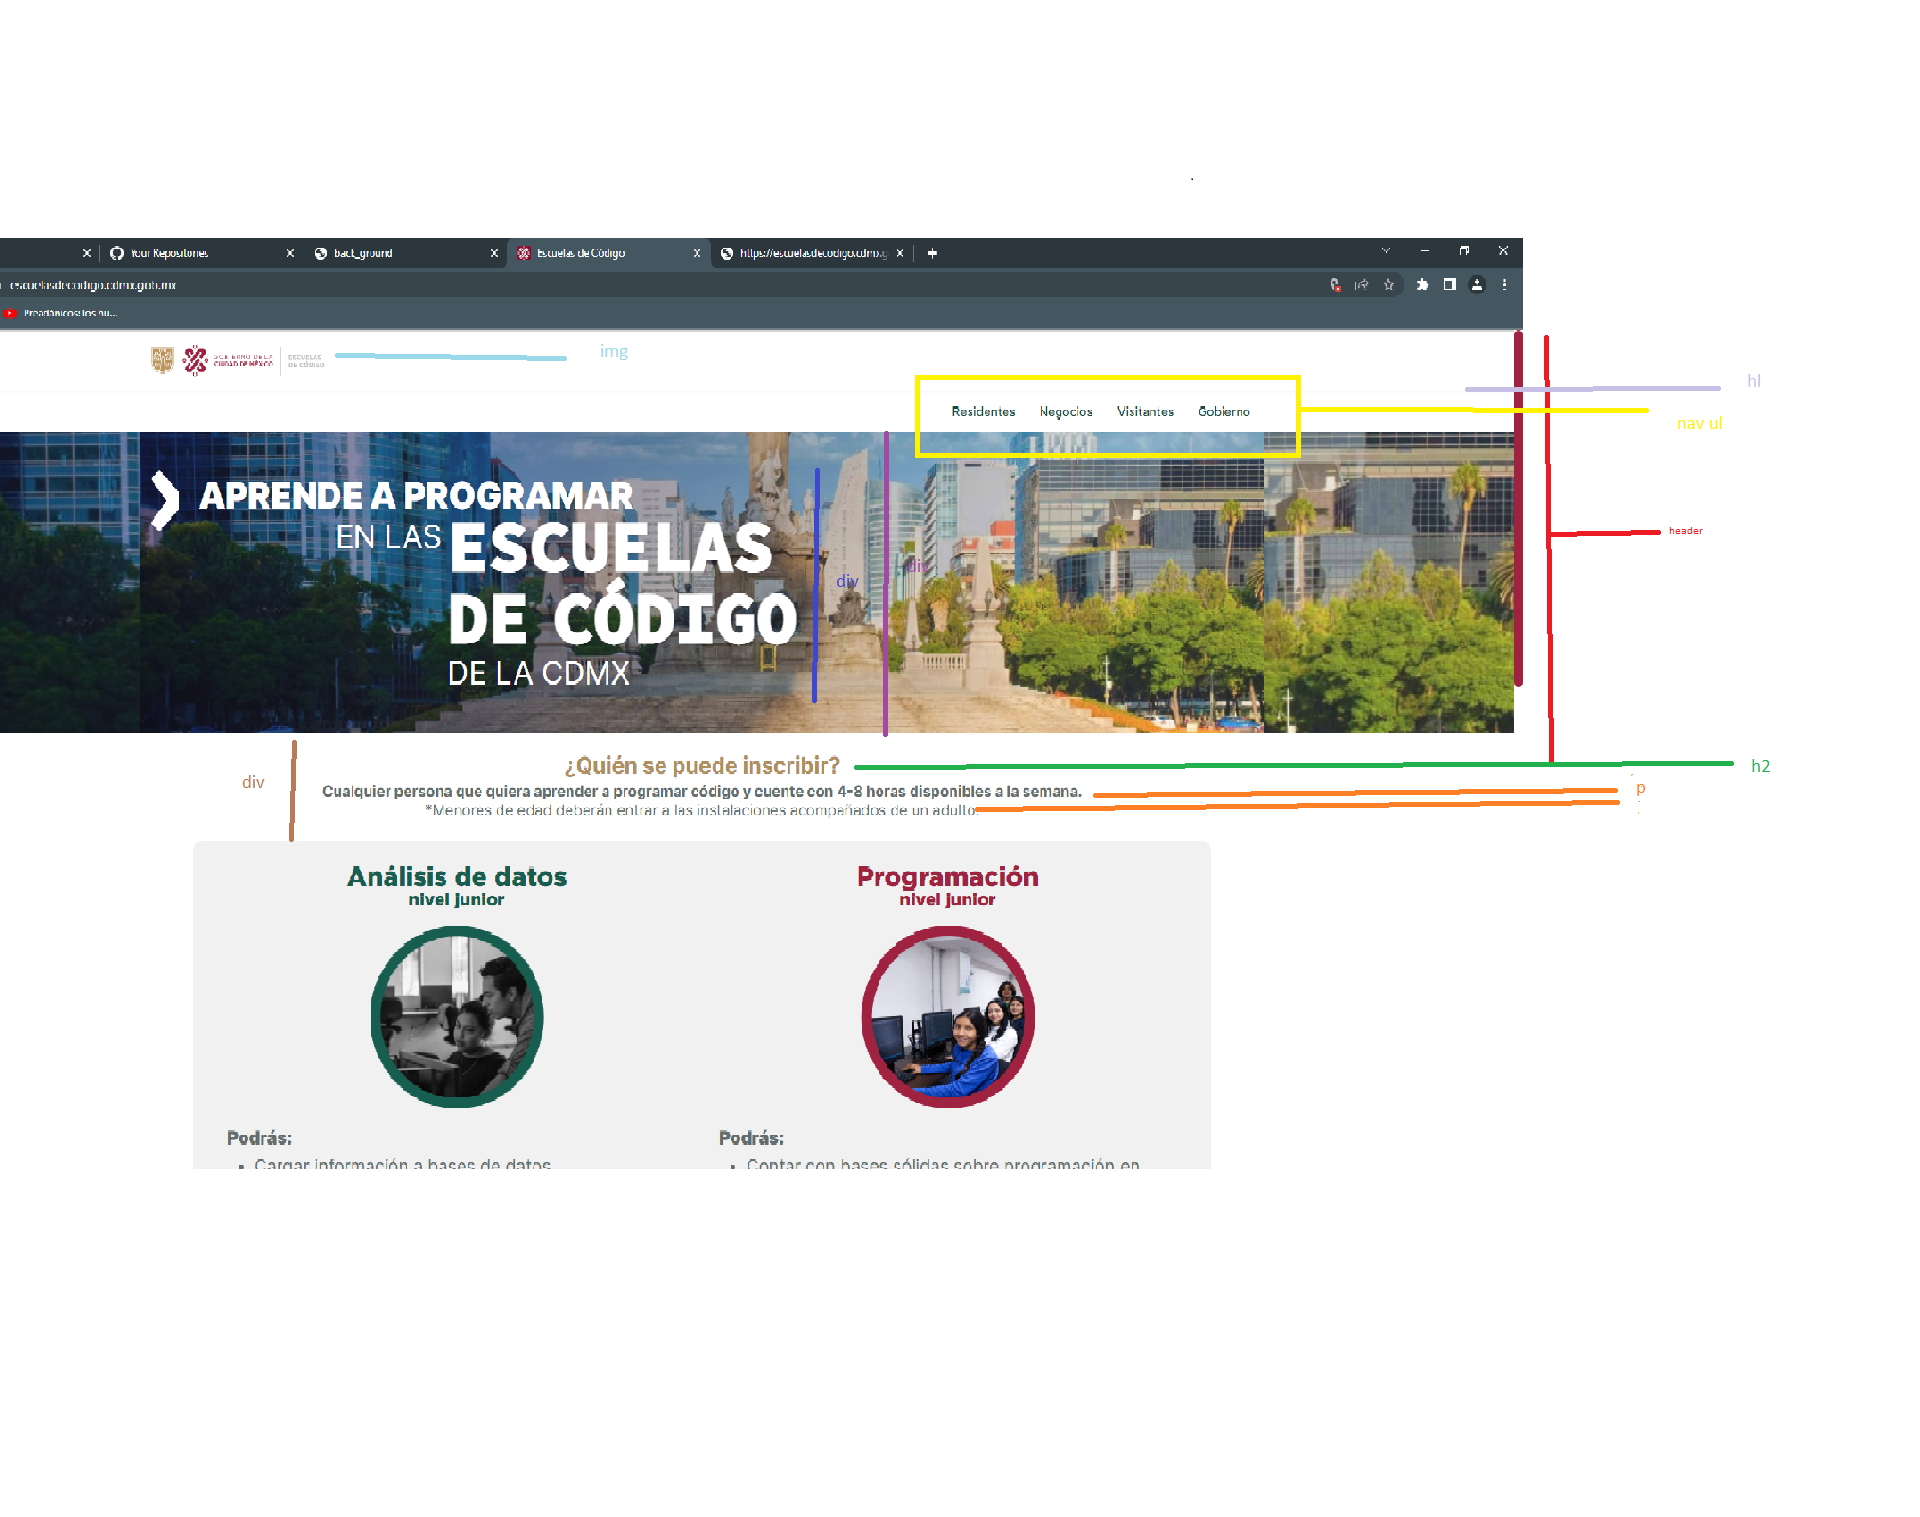 Your Repositories
back_ground
Escuelas de Código
https://escuelasdecodigo.cdmx.g
escuelasdecodigo.cdmx.gob.mx
Preadánicos: los nu...
GOBIERNO DE LA
CIUDAD DE MÉXICO
ESCUELAS
DE CÓDIGO
img
hl
Residentes Negocios Visitantes Gobierno
nav ul
APRENDE A PROGRAMAR
EN LAS ESCUELAS
DE CÓDIGO
DE LA CDMX
div
div
header
¿Quién se puede inscribir?
h2
div
Cualquier persona que quiera aprender a programar código y cuente con 4-8 horas disponibles a la semana.
p
*Menores de edad deberán entrar a las instalaciones acompañados de un adulto.
Análisis de datos
nivel junior
Programación
nivel junior
Podrás:
• Cargar información a bases de datos
Podrás:
• Contar con bases sólidas sobre programación en